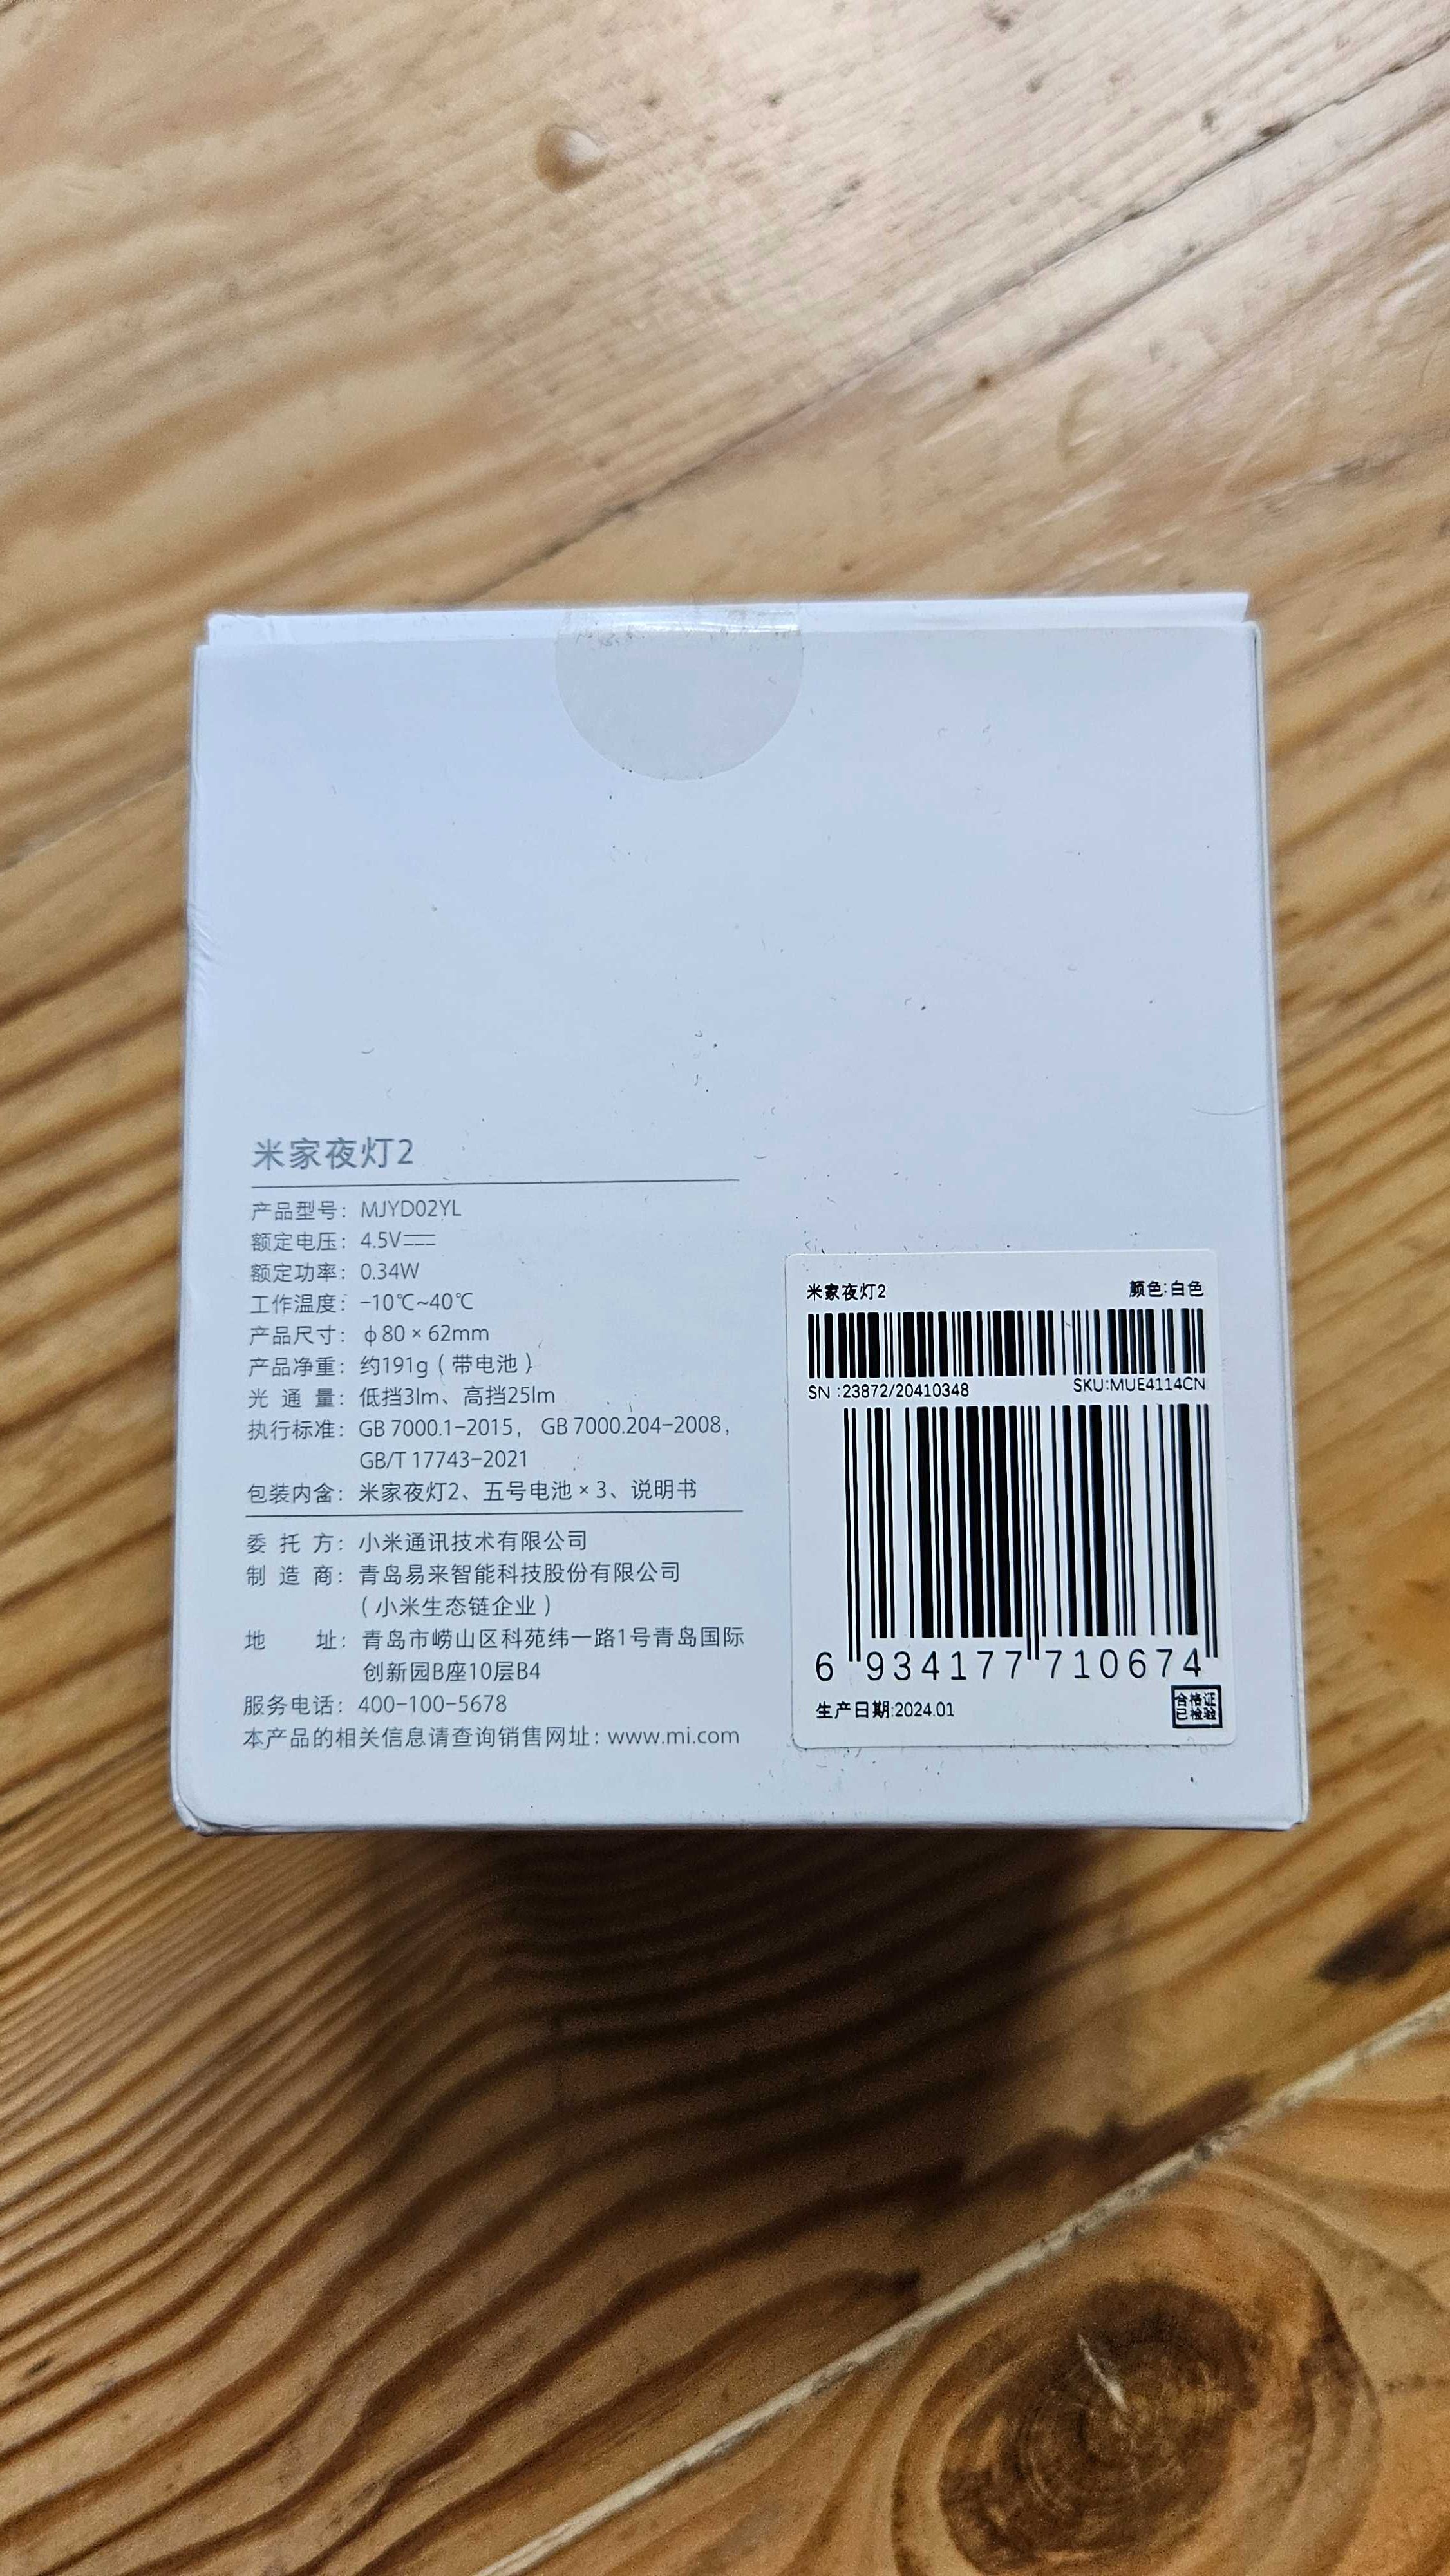 米家夜灯2
产品型号：MJYD02YL
额定电压：4.5V⎓
额定功率：0.34W
工作温度：-10℃~40℃
产品尺寸：ϕ80×62mm
产品净重：约191g（带电池）
光通量：低挡3lm、高挡25lm
执行标准：GB 7000.1-2015，GB 7000.204-2008，
GB/T 17743-2021
包装内含：米家夜灯2、五号电池×3、说明书
委托方：小米通讯技术有限公司
制造商：青岛易来智能科技股份有限公司
（小米生态链企业）
地址：青岛市崂山区科苑纬一路1号青岛国际
创新园B座10层B4
服务电话：400-100-5678
本产品的相关信息请查询销售网址：www.mi.com
米家夜灯2 颜色:白色
SN :23872/20410348 SKU:MUE4114CN
6 934177 710674
生产日期:2024.01
合格证
已检验